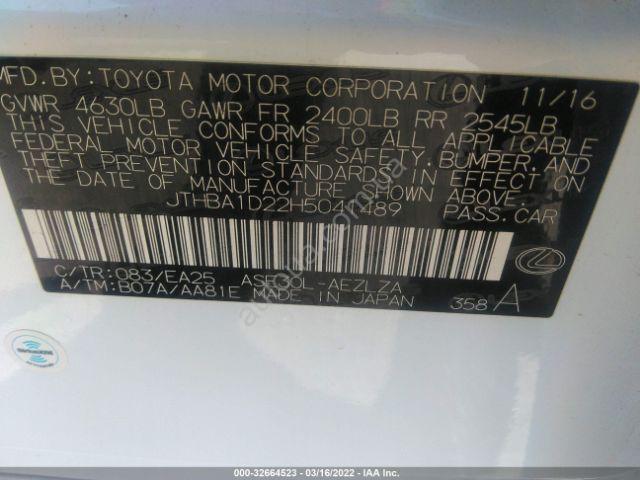 MFD. BY: TOYOTA MOTOR CORPORATION 11/16
GVWR 4630LB GAWR FR 2400LB RR 2545LB
THIS VEHICLE CONFORMS TO ALL APPLICABLE
FEDERAL MOTOR VEHICLE SAFETY, BUMPER, AND
THEFT PREVENTION STANDARDS IN EFFECT ON
THE DATE OF MANUFACTURE SHOWN ABOVE.
PASS. CAR
C/TR: 083/EA25
A/TM: B07A/AA81E MADE IN JAPAN
358 A
000-32664523 - 03/16/2022 - IAA Inc.